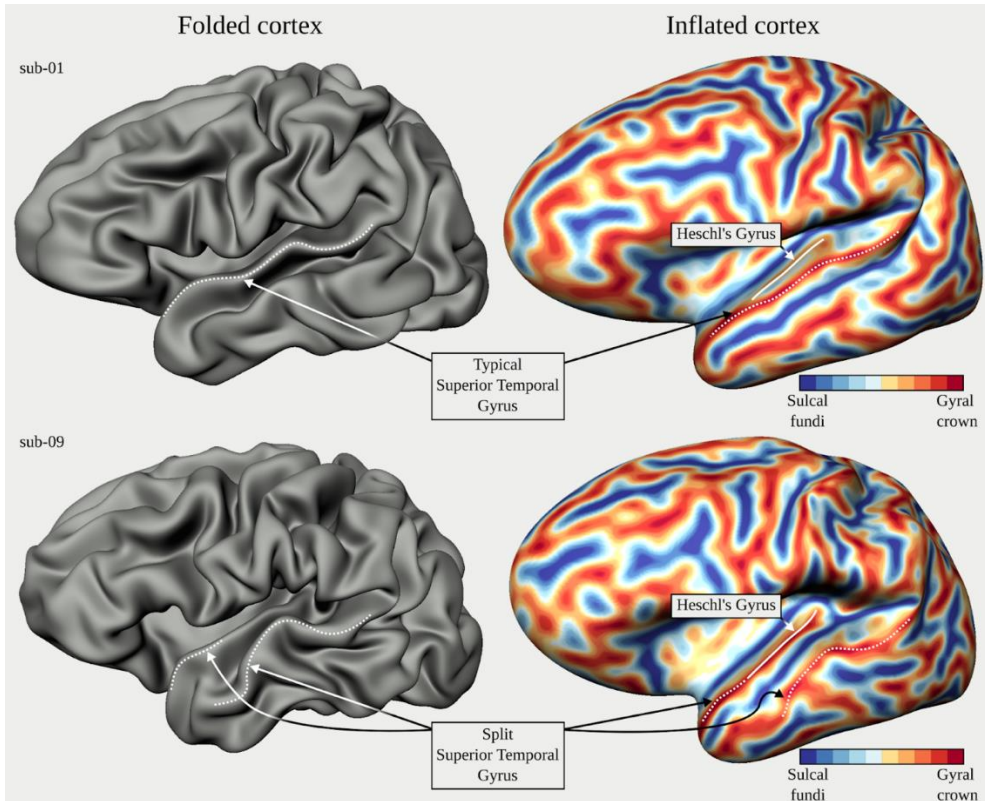 Folded cortex
Inflated cortex
sub-01
Heschl's Gyrus
Typical
Superior Temporal
Gyrus
Sulcal
fundi
Gyral
crown
sub-09
Heschl's Gyrus
Split
Superior Temporal
Gyrus
Sulcal
fundi
Gyral
crown